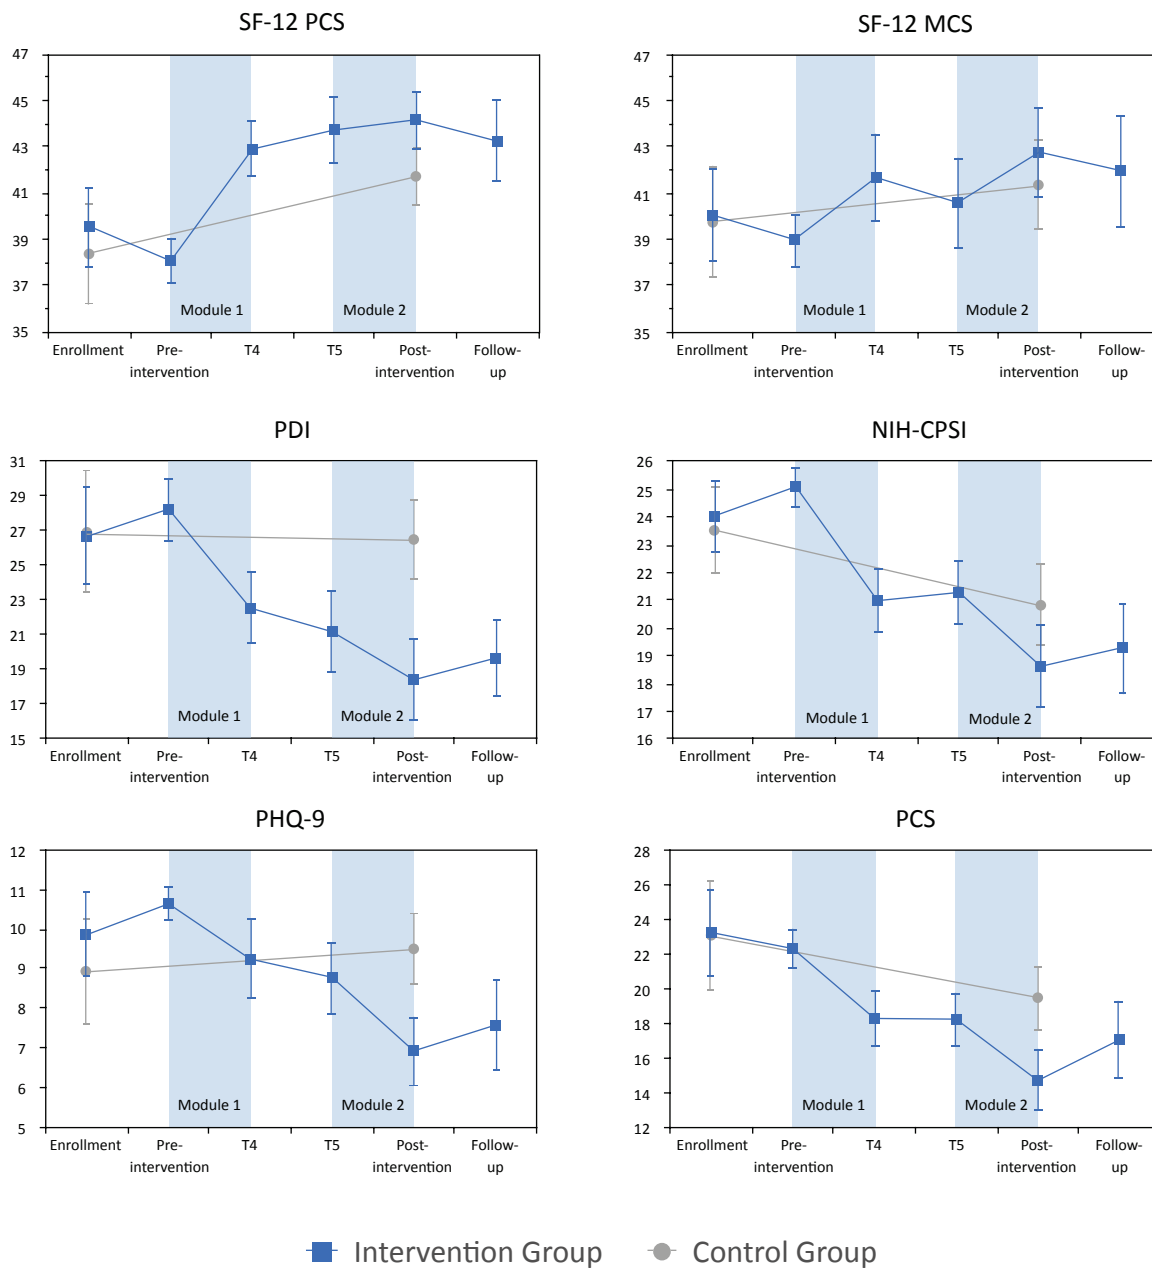 SF-12 PCS
47
45
43
41
39
37
35
Module 1
Module 2
Enrollment
Pre-
intervention
T4
T5
Post-
intervention
Follow-
up
SF-12 MCS
47
45
43
41
39
37
35
Module 1
Module 2
Enrollment
Pre-
intervention
T4
T5
Post-
intervention
Follow-
up
PDI
31
29
27
25
23
21
19
17
15
Module 1
Module 2
Enrollment
Pre-
intervention
T4
T5
Post-
intervention
Follow-
up
NIH-CPSI
26
25
24
23
22
21
20
19
18
17
16
Module 1
Module 2
Enrollment
Pre-
intervention
T4
T5
Post-
intervention
Follow-
up
PHQ-9
12
11
10
9
8
7
6
5
Module 1
Module 2
Enrollment
Pre-
intervention
T4
T5
Post-
intervention
Follow-
up
PCS
28
26
24
22
20
18
16
14
12
Module 1
Module 2
Enrollment
Pre-
intervention
T4
T5
Post-
intervention
Follow-
up
Intervention Group
Control Group